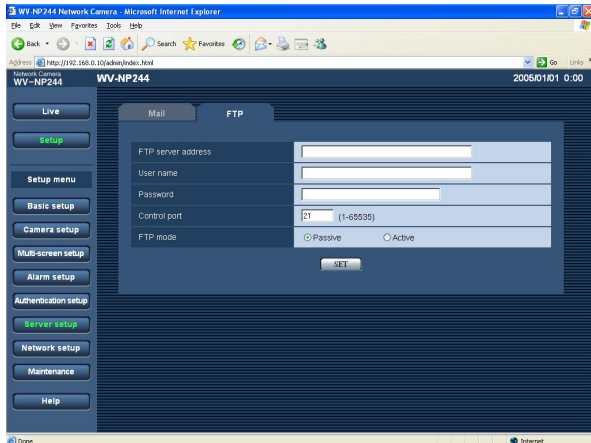 WV-NP244 Network Camera - Microsoft Internet Explorer
File Edit View Favorites Tools Help
Back Search Favorites
Address http://192.168.0.10/admin/index.html Go Links
Network Camera
WV-NP244
WV-NP244
2005/01/01 0:00
Live
Setup
Setup menu
Basic setup
Camera setup
Multi-screen setup
Alarm setup
Authentication setup
Server setup
Network setup
Maintenance
Help
Mail FTP
FTP server address
User name
Password
Control port 21 (1-65535)
FTP mode Passive Active
SET
Done Internet